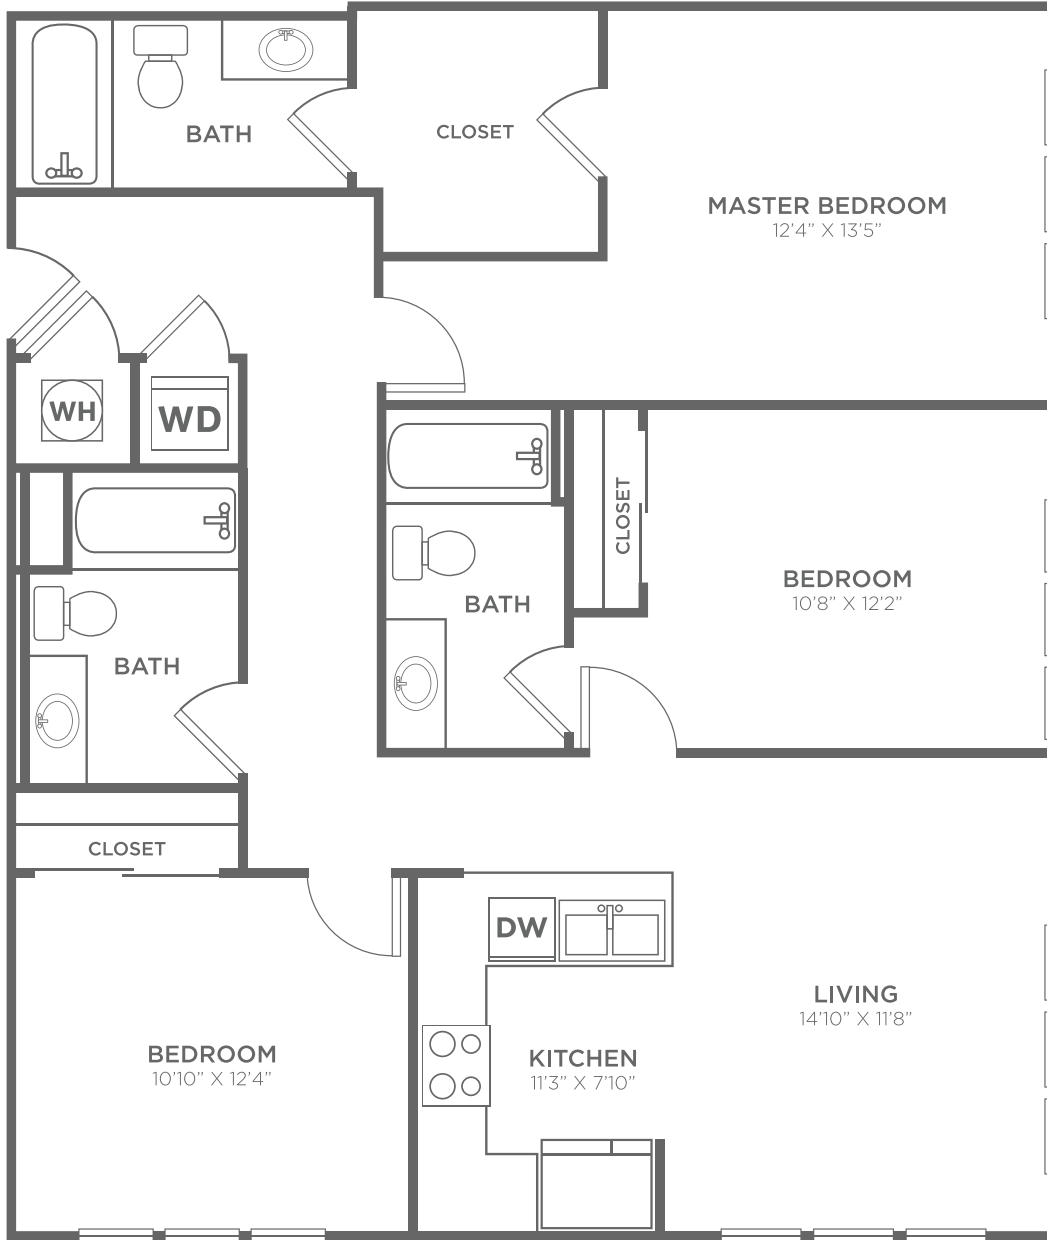 BATH
CLOSET
MASTER BEDROOM
12'4" X 13'5"
WH
WD
CLOSET
BEDROOM
10'8" X 12'2"
BATH
BATH
CLOSET
DW
LIVING
14'10" X 11'8"
BEDROOM
10'10" X 12'4"
KITCHEN
11'3" X 7'10"